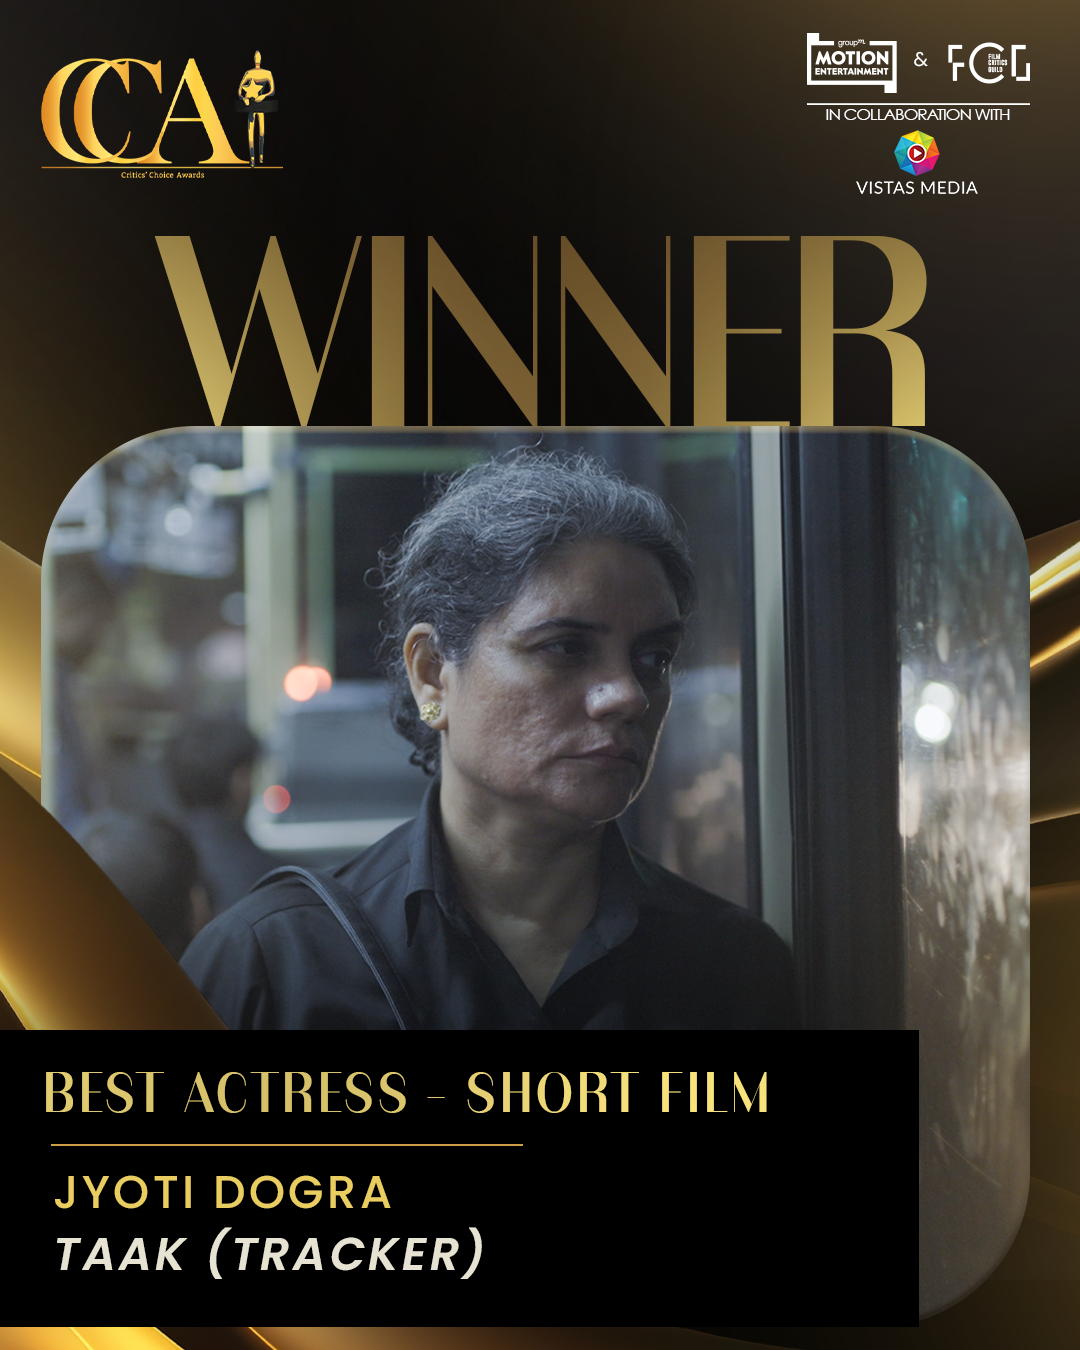 CCA
Critics' Choice Awards
groupm
MOTION
ENTERTAINMENT
&
FCG
FILM
CRITICS
GUILD
IN COLLABORATION WITH
VISTAS MEDIA
WINNER
BEST ACTRESS – SHORT FILM
JYOTI DOGRA
TAAK (TRACKER)